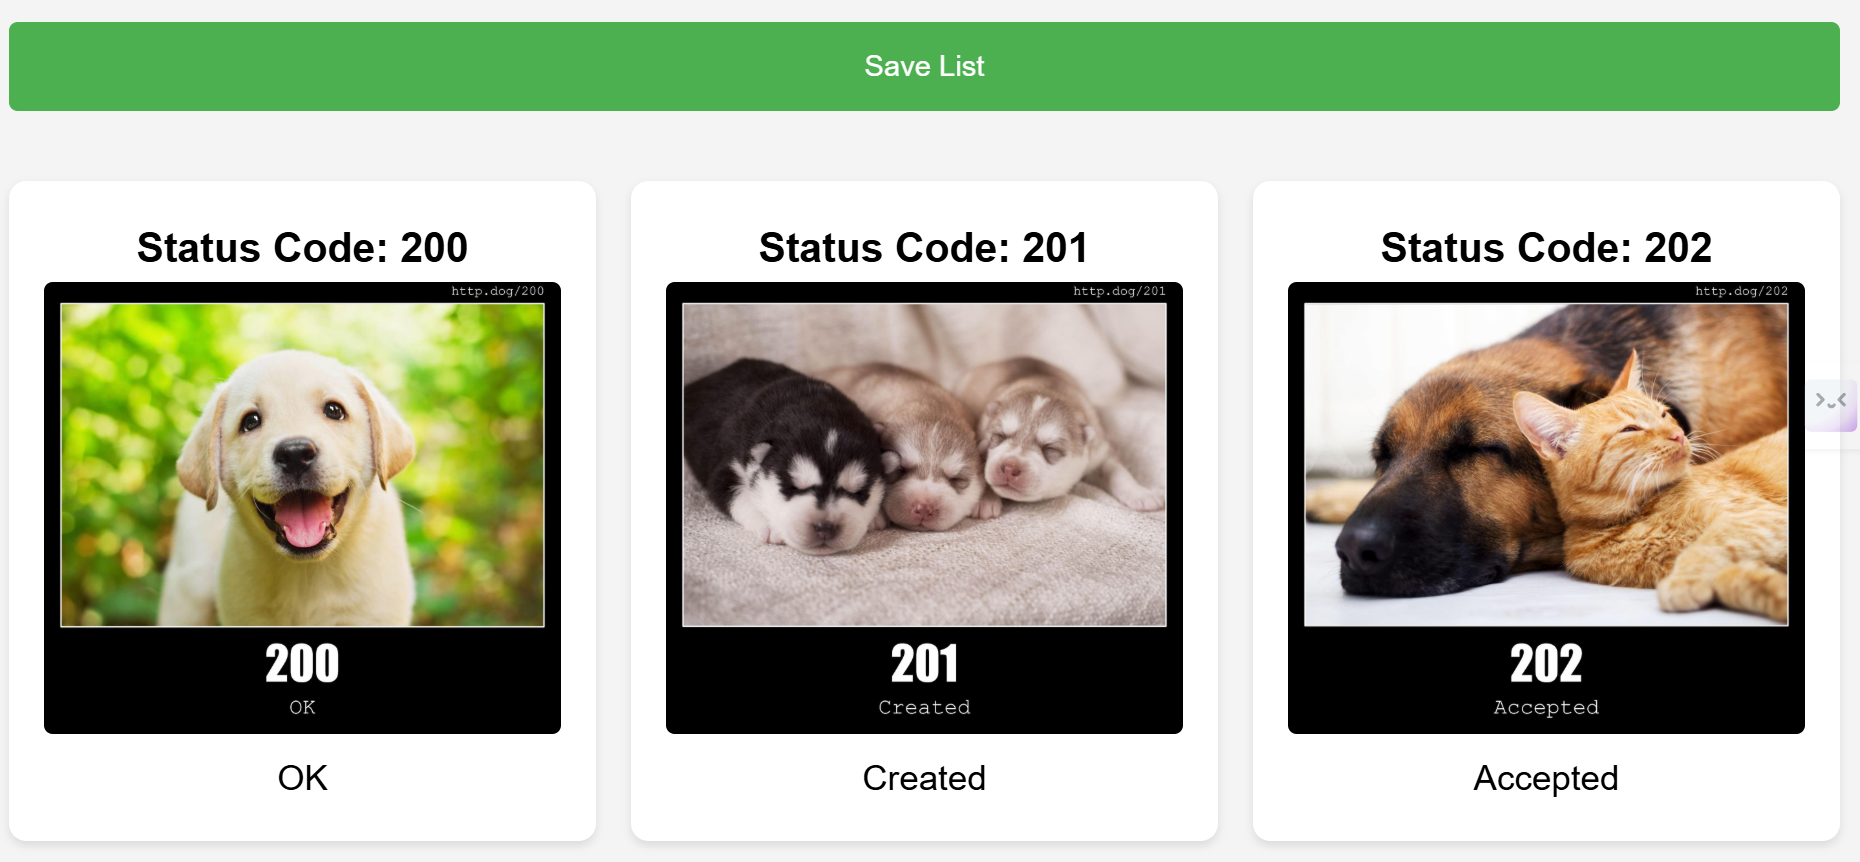 Save List
Status Code: 200
http.dog/200
200
OK
OK
Status Code: 201
http.dog/201
201
Created
Created
Status Code: 202
http.dog/202
202
Accepted
Accepted